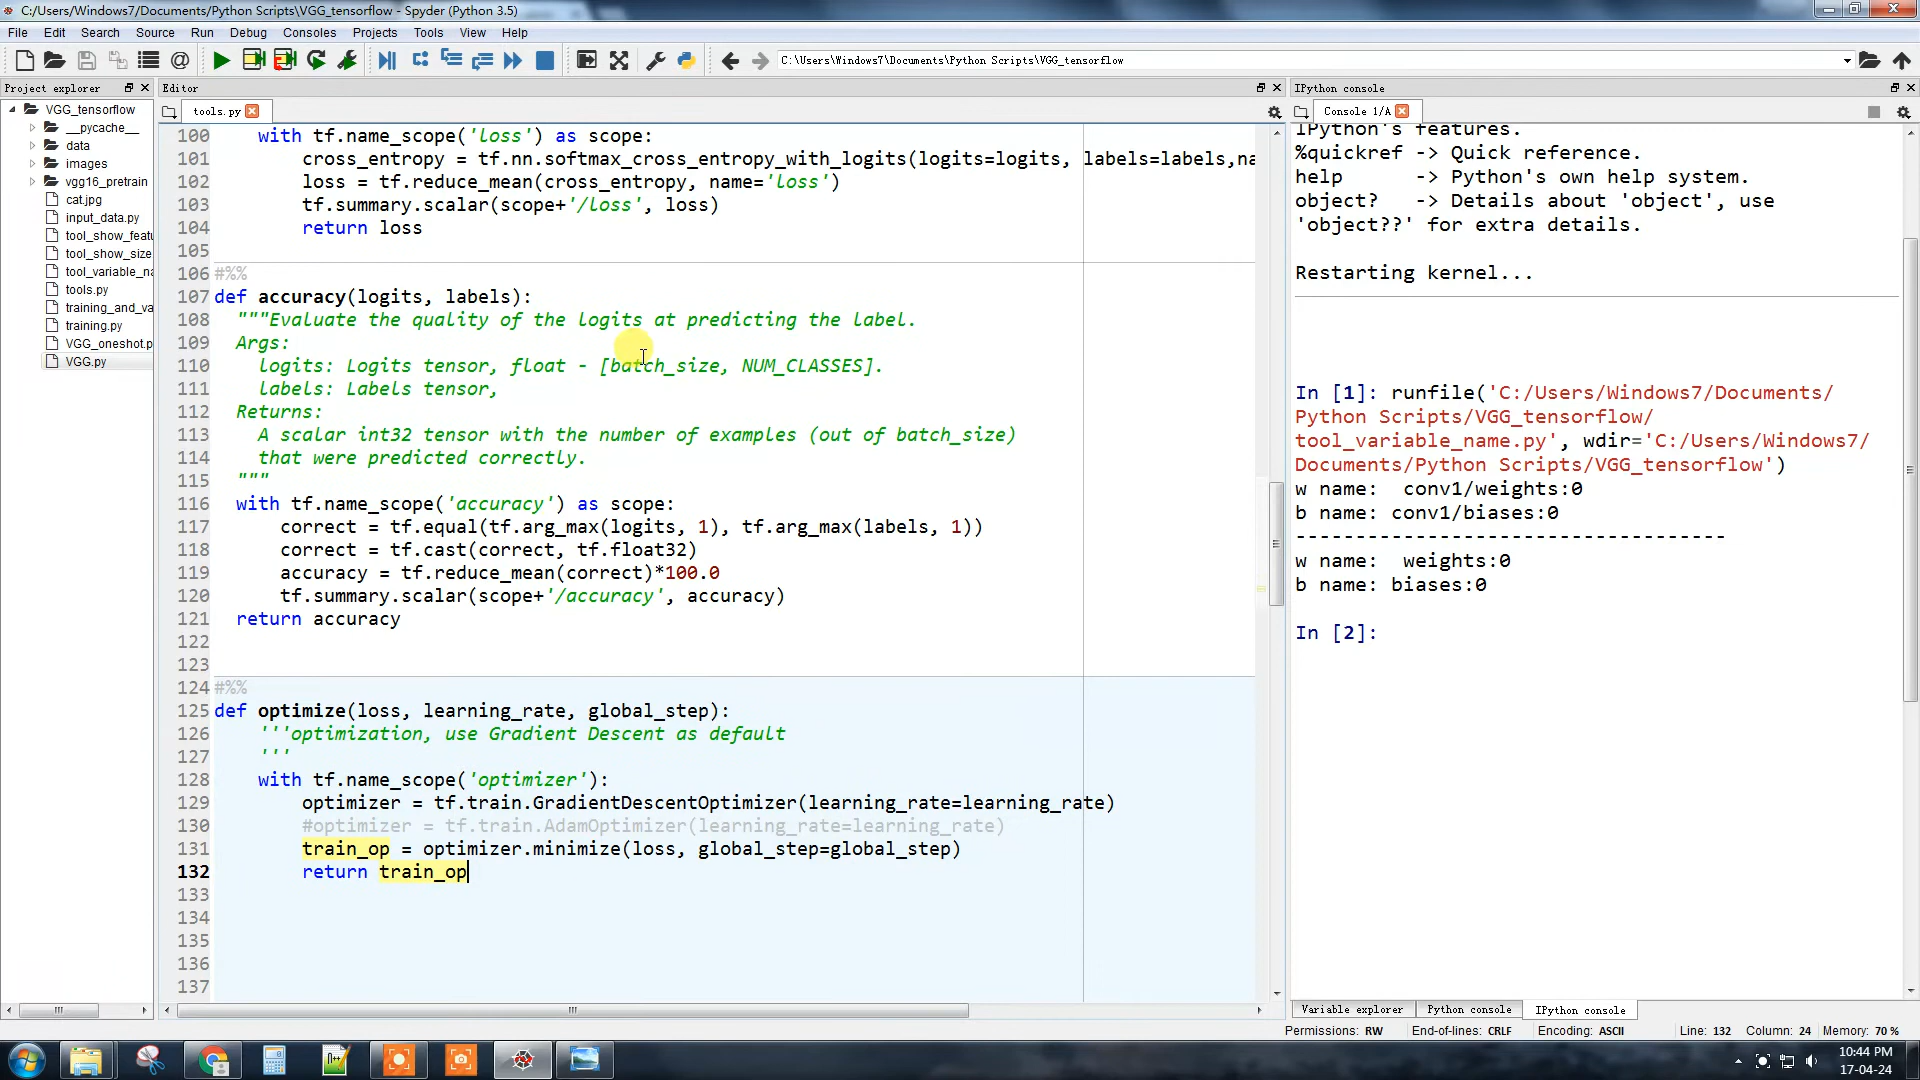 C:/Users/Windows7/Documents/Python Scripts\VGG_tensorflow - Spyder (Python 3.5)
File Edit Search Source Run Debug Consoles Projects Tools View Help
C:\Users\Windows7\Documents\Python Scripts\VGG_tensorflow
Project explorer
VGG_tensorflow
__pycache__
data
images
vgg16_pretrain
cat.jpg
input_data.py
tool_show_featu
tool_show_size
tool_variable_na
tools.py
training_and_va
training.py
VGG_oneshot.p
VGG.py
Editor
tools.py
100 with tf.name_scope('loss') as scope:
101 cross_entropy = tf.nn.softmax_cross_entropy_with_logits(logits=logits, labels=labels,na
102 loss = tf.reduce_mean(cross_entropy, name='loss')
103 tf.summary.scalar(scope+'/loss', loss)
104 return loss
105
106 #%%
107 def accuracy(logits, labels):
108 """Evaluate the quality of the logits at predicting the label.
109 Args:
110 logits: Logits tensor, float - [batch_size, NUM_CLASSES].
111 labels: Labels tensor,
112 Returns:
113 A scalar int32 tensor with the number of examples (out of batch_size)
114 that were predicted correctly.
115 """
116 with tf.name_scope('accuracy') as scope:
117 correct = tf.equal(tf.arg_max(logits, 1), tf.arg_max(labels, 1))
118 correct = tf.cast(correct, tf.float32)
119 accuracy = tf.reduce_mean(correct)*100.0
120 tf.summary.scalar(scope+'/accuracy', accuracy)
121 return accuracy
122
123
124 #%%
125 def optimize(loss, learning_rate, global_step):
126 '''optimization, use Gradient Descent as default
127 '''
128 with tf.name_scope('optimizer'):
129 optimizer = tf.train.GradientDescentOptimizer(learning_rate=learning_rate)
130 #optimizer = tf.train.AdamOptimizer(learning_rate=learning_rate)
131 train_op = optimizer.minimize(loss, global_step=global_step)
132 return train_op
133
134
135
136
137
IPython console
Console 1/A
IPython's features.
%quickref -> Quick reference.
help -> Python's own help system.
object? -> Details about 'object', use
'object??' for extra details.
Restarting kernel...
In [1]: runfile('C:/Users/Windows7/Documents/
Python Scripts/VGG_tensorflow/
tool_variable_name.py', wdir='C:/Users/Windows7/
Documents/Python Scripts/VGG_tensorflow')
w name: conv1/weights:0
b name: conv1/biases:0
------------------------------------
w name: weights:0
b name: biases:0
In [2]:
Variable explorer Python console IPython console
Permissions: RW End-of-lines: CRLF Encoding: ASCII Line: 132 Column: 24 Memory: 70 %
10:44 PM
17-04-24